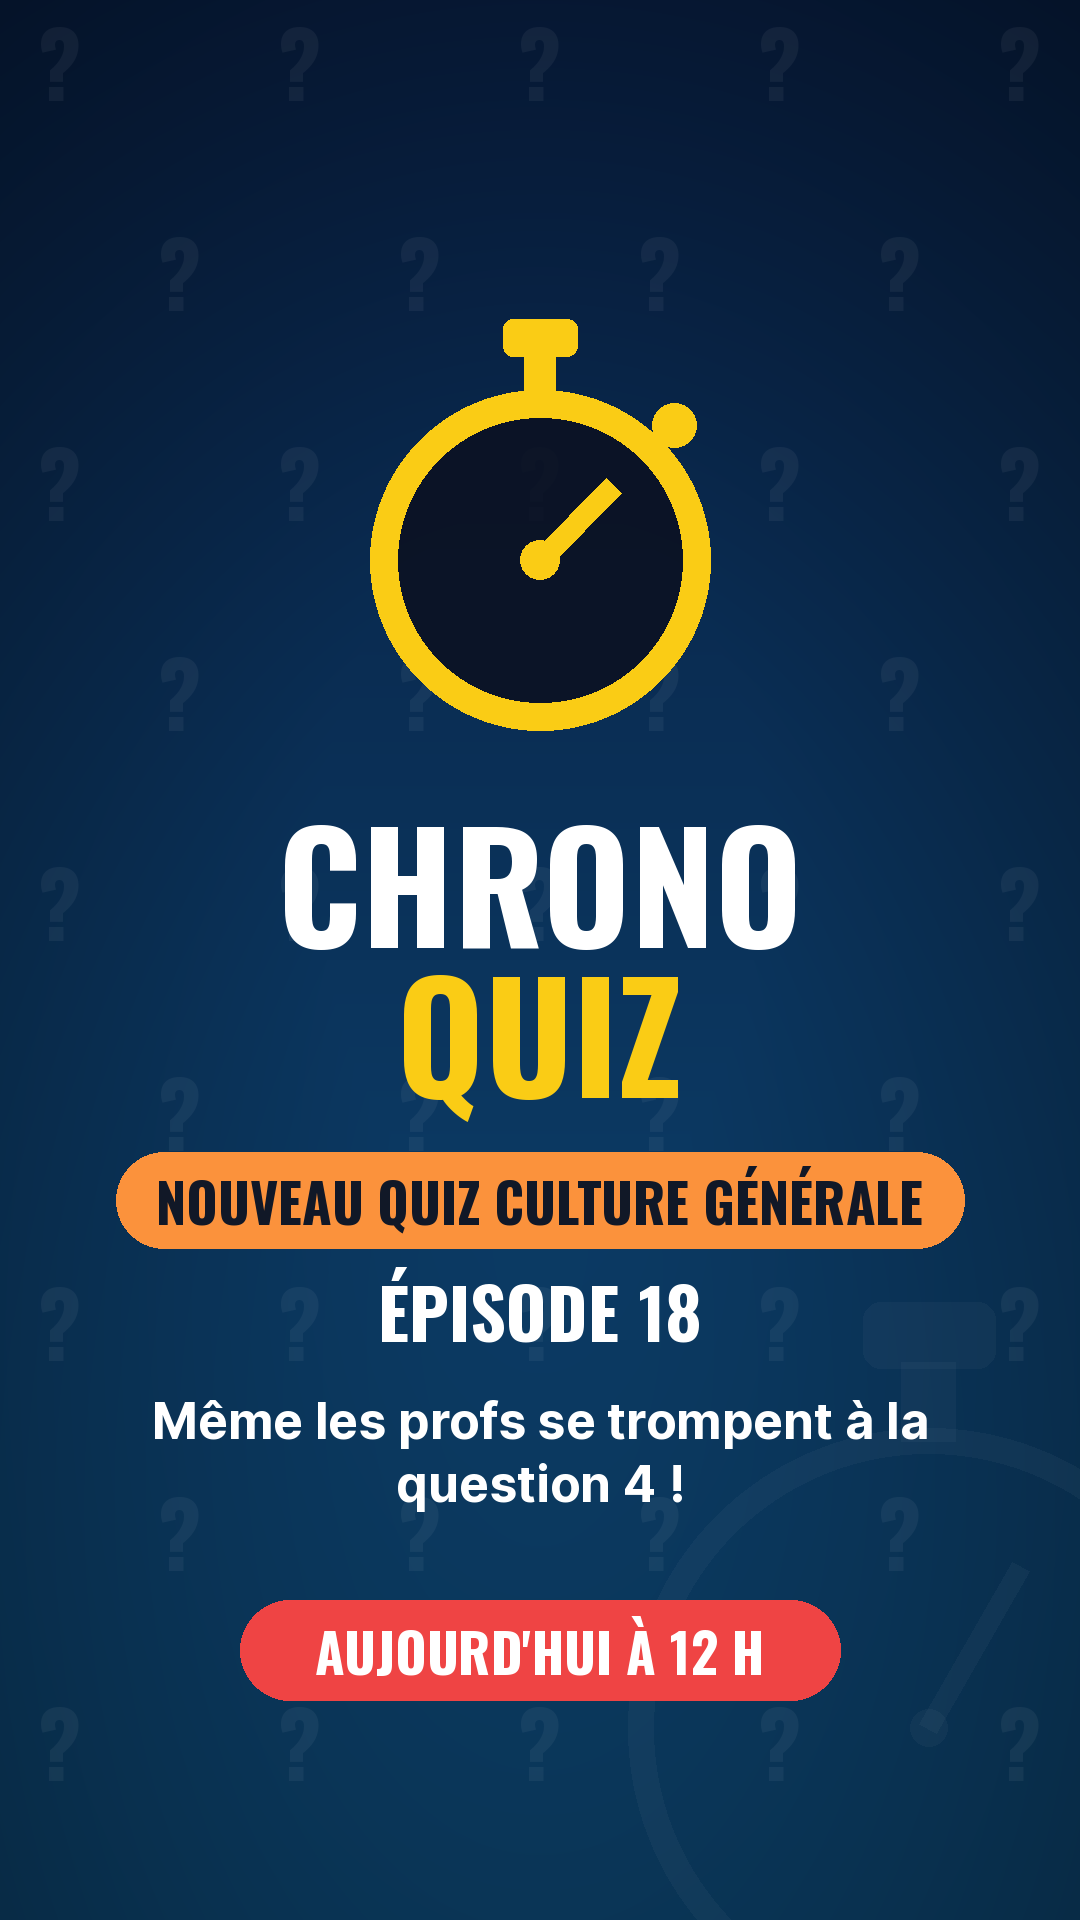 CHRONO
QUIZ
NOUVEAU QUIZ CULTURE GÉNÉRALE
ÉPISODE 18
Même les profs se trompent à la
question 4 !
AUJOURD'HUI À 12 H